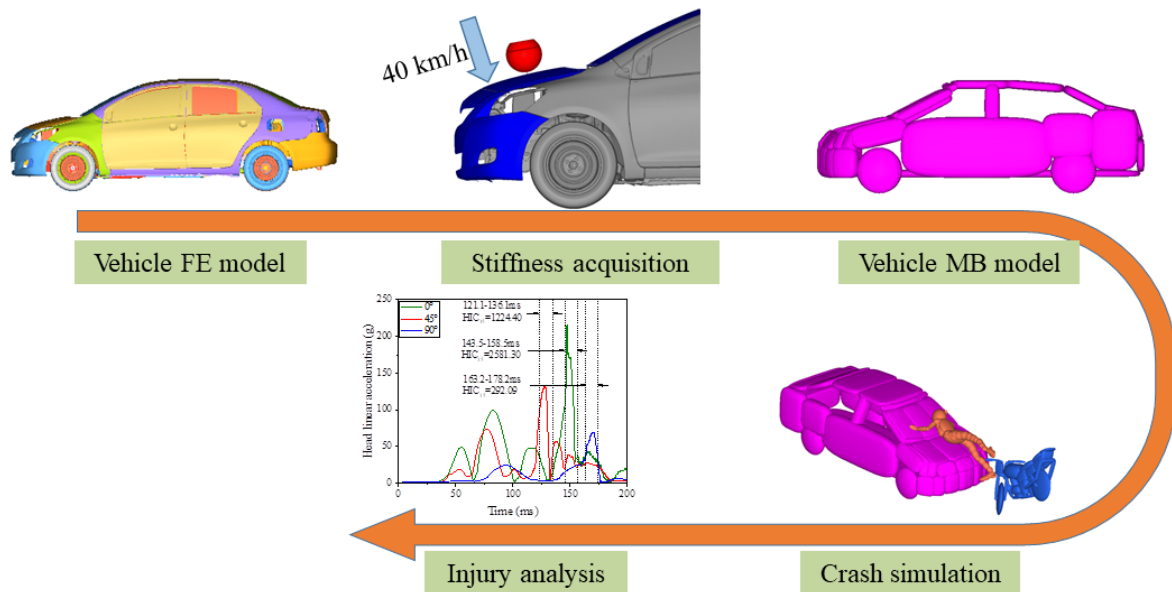 40 km/h
Vehicle FE model
Stiffness acquisition
Vehicle MB model
250
200
150
100
50
0
Head linear acceleration (g)
0°
45°
90°
121.1-136.1ms
HIC15=1224.40
143.5-158.5ms
HIC15=2581.30
163.2-178.2ms
HIC15=292.09
50
100
150
200
Time (ms)
Injury analysis
Crash simulation